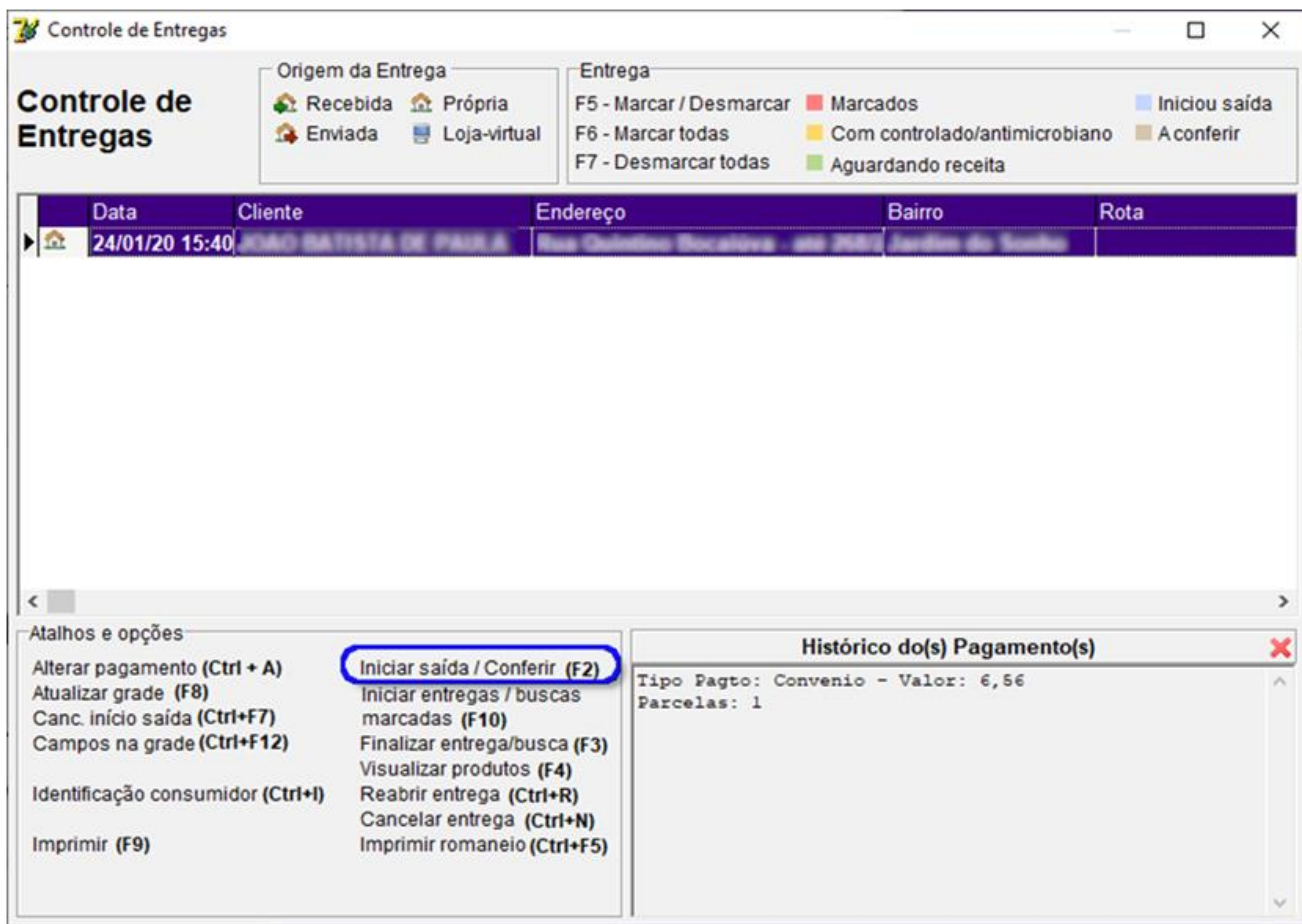 Controle de Entregas
Controle de
Entregas
Origem da Entrega
Recebida Própria
Enviada Loja-virtual
Entrega
F5 - Marcar / Desmarcar Marcados Iniciou saída
F6 - Marcar todas Com controlado/antimicrobiano A conferir
F7 - Desmarcar todas Aguardando receita
Data Cliente Endereço Bairro Rota
24/01/20 15:40
Atalhos e opções
Alterar pagamento (Ctrl + A)
Atualizar grade (F8)
Canc. início saída (Ctrl+F7)
Campos na grade (Ctrl+F12)
Identificação consumidor (Ctrl+I)
Imprimir (F9)
Iniciar saída / Conferir (F2)
Iniciar entregas / buscas
marcadas (F10)
Finalizar entrega/busca (F3)
Visualizar produtos (F4)
Reabrir entrega (Ctrl+R)
Cancelar entrega (Ctrl+N)
Imprimir romaneio (Ctrl+F5)
Histórico do(s) Pagamento(s)
Tipo Pagto: Convenio - Valor: 6,56
Parcelas: 1